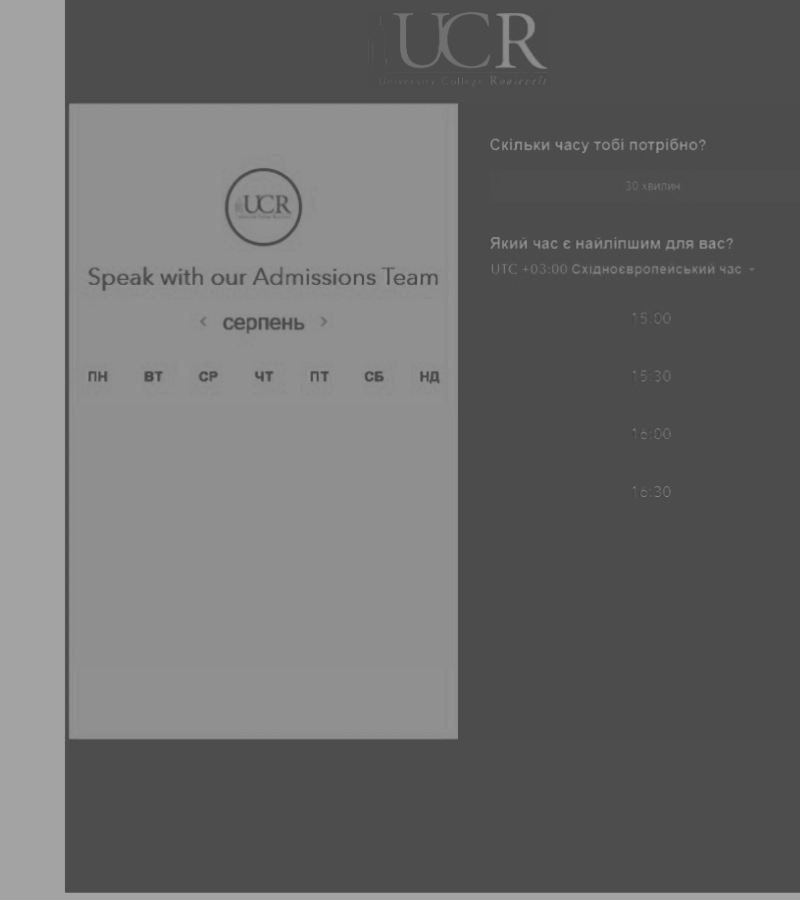 UCR
University College Roosevelt
UCR
Speak with our Admissions Team
< серпень >
ПН ВТ СР ЧТ ПТ СБ НД
Скільки часу тобі потрібно?
30 хвилин
Який час є найліпшим для вас?
UTC +03:00 Східноєвропейський час
15:00
15:30
16:00
16:30